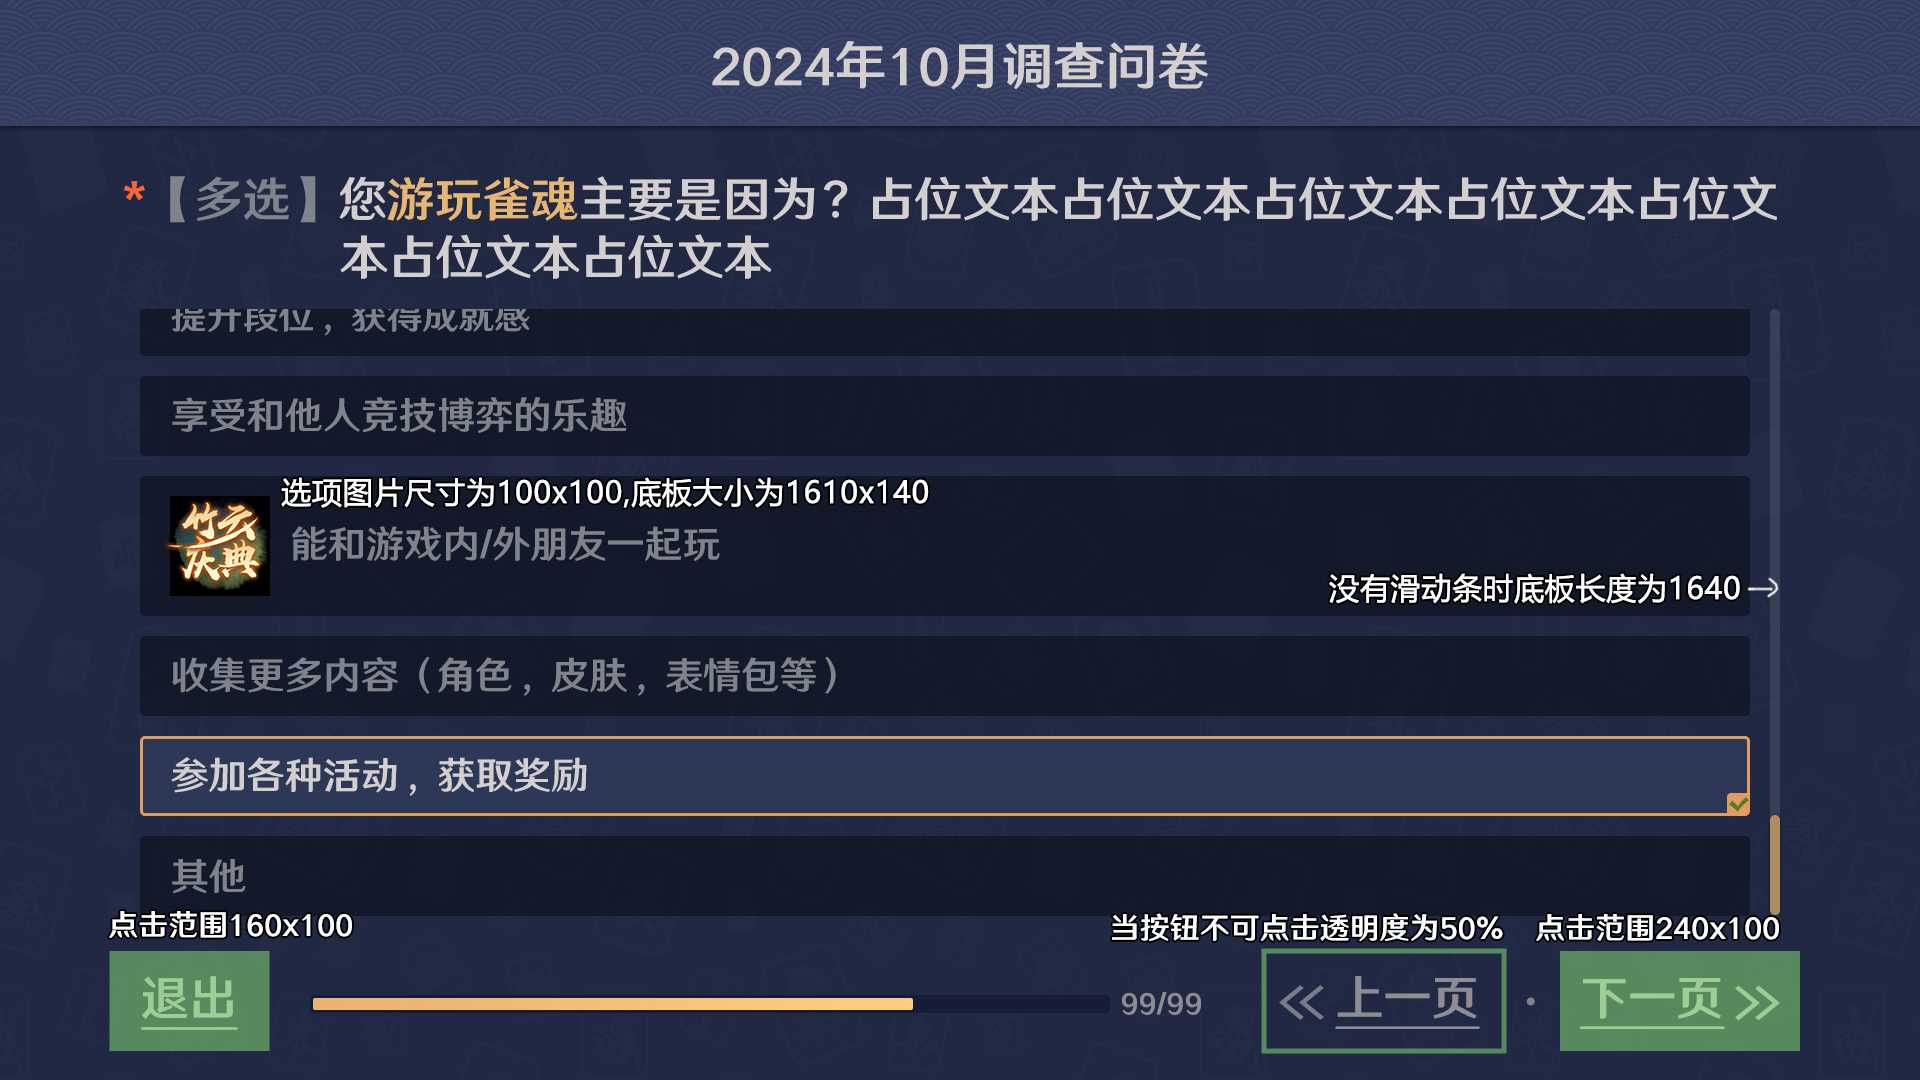 2024年10月调查问卷
*【多选】您游玩雀魂主要是因为？占位文本占位文本占位文本占位文本占位文
本占位文本占位文本
提升段位，获得成就感
享受和他人竞技博弈的乐趣
选项图片尺寸为100x100,底板大小为1610x140
竹云
庆典
能和游戏内/外朋友一起玩
没有滑动条时底板长度为1640
收集更多内容（角色，皮肤，表情包等）
参加各种活动，获取奖励
其他
点击范围160x100
当按钮不可点击透明度为50%
点击范围240x100
退出
99/99
上一页
下一页